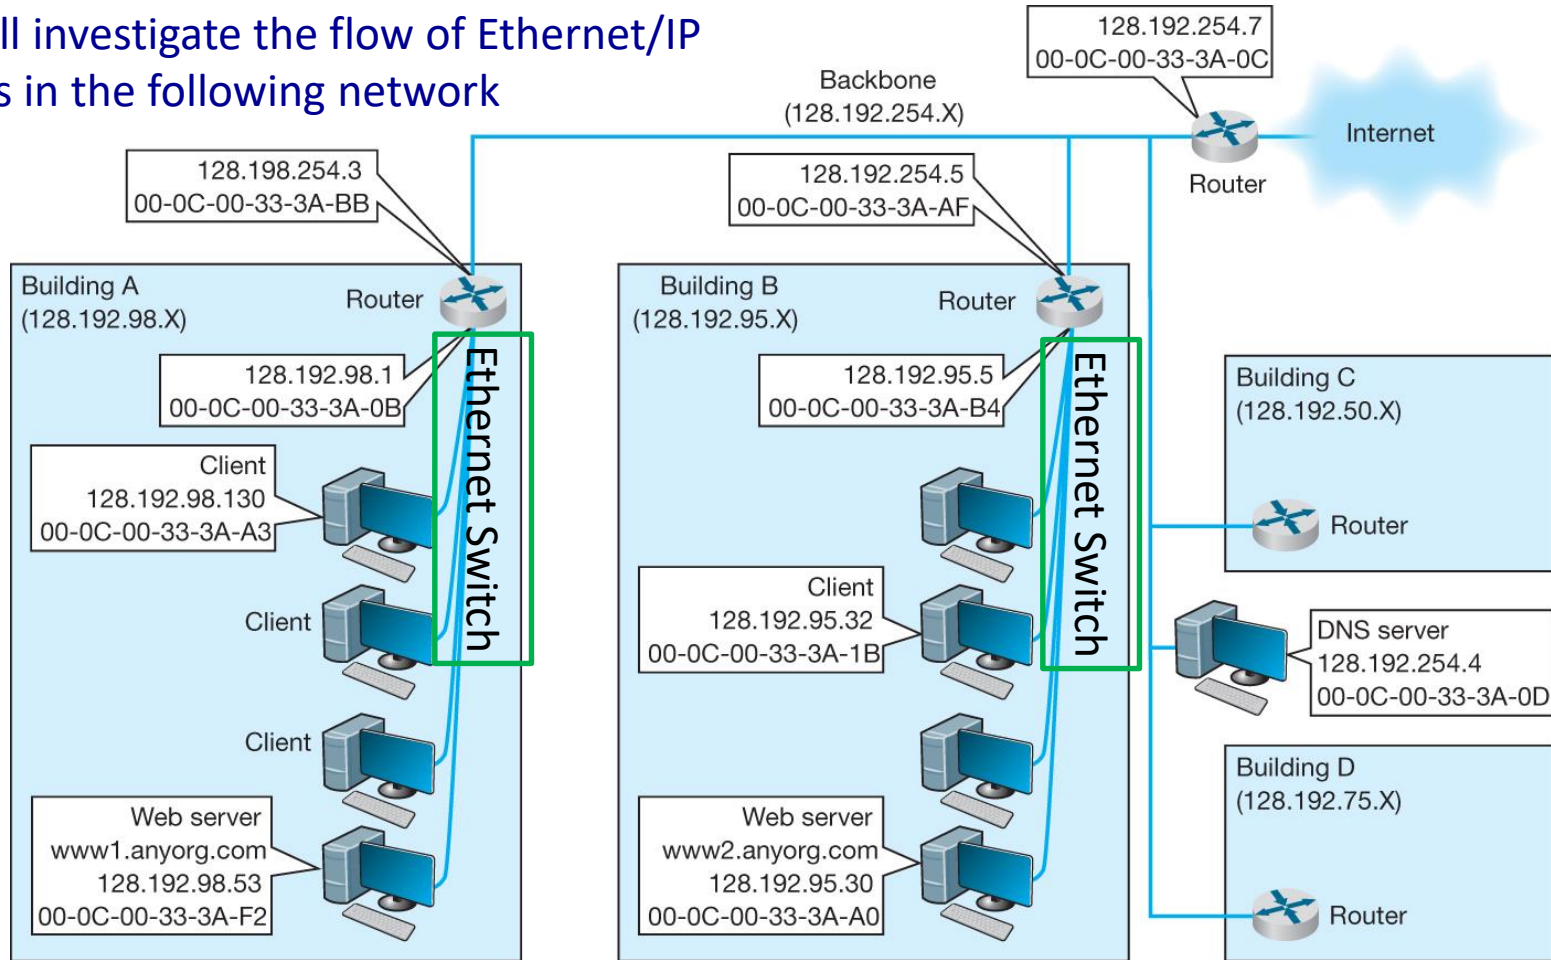 ll investigate the flow of Ethernet/IP
s in the following network
128.192.254.7
00-0C-00-33-3A-0C
Backbone
(128.192.254.X)
Internet
Router
128.198.254.3
00-0C-00-33-3A-BB
128.192.254.5
00-0C-00-33-3A-AF
Building A
(128.192.98.X)
Router
128.192.98.1
00-0C-00-33-3A-0B
Ethernet Switch
Client
128.192.98.130
00-0C-00-33-3A-A3
Client
Client
Web server
www1.anyorg.com
128.192.98.53
00-0C-00-33-3A-F2
Building B
(128.192.95.X)
Router
128.192.95.5
00-0C-00-33-3A-B4
Ethernet Switch
Client
128.192.95.32
00-0C-00-33-3A-1B
Web server
www2.anyorg.com
128.192.95.30
00-0C-00-33-3A-A0
Building C
(128.192.50.X)
Router
DNS server
128.192.254.4
00-0C-00-33-3A-0D
Building D
(128.192.75.X)
Router